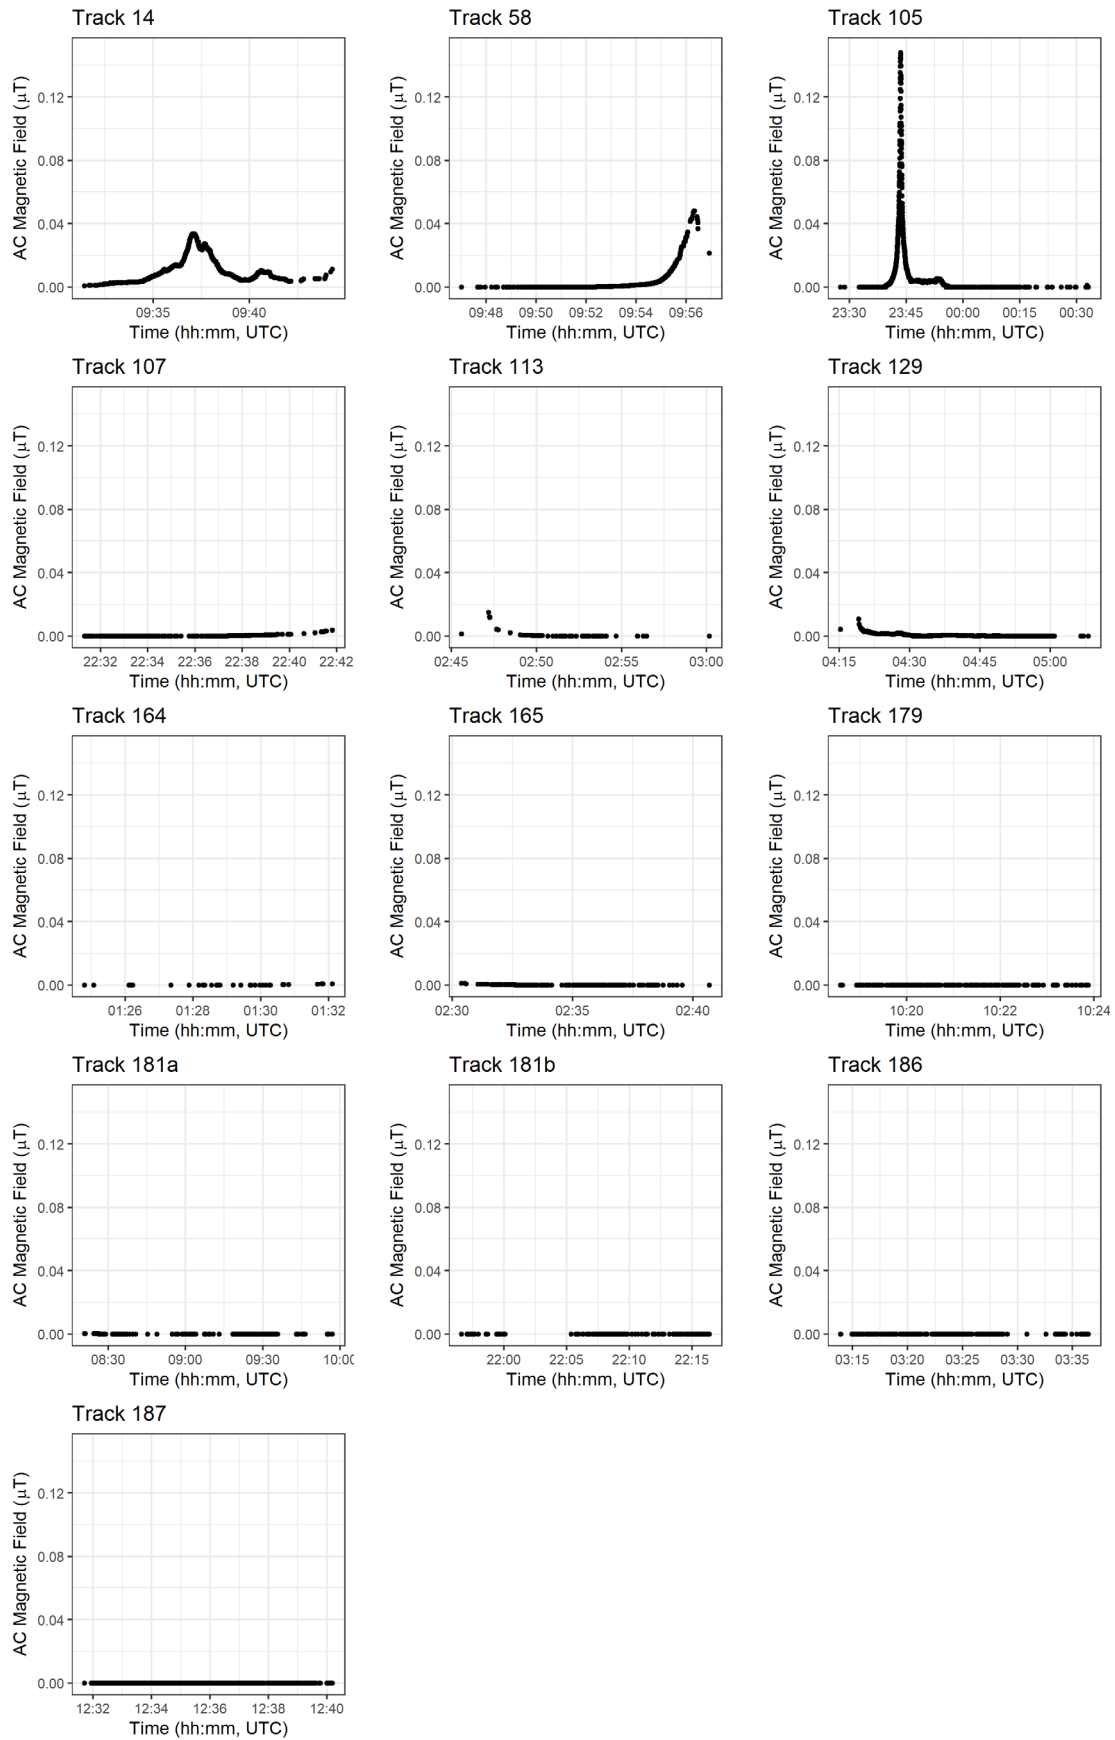 Track 14
AC Magnetic Field (μT)
0.12
0.08
0.04
0.00
09:35 09:40
Time (hh:mm, UTC)
Track 58
AC Magnetic Field (μT)
0.12
0.08
0.04
0.00
09:48 09:50 09:52 09:54 09:56
Time (hh:mm, UTC)
Track 105
AC Magnetic Field (μT)
0.12
0.08
0.04
0.00
23:30 23:45 00:00 00:15 00:30
Time (hh:mm, UTC)
Track 107
AC Magnetic Field (μT)
0.12
0.08
0.04
0.00
22:32 22:34 22:36 22:38 22:40 22:42
Time (hh:mm, UTC)
Track 113
AC Magnetic Field (μT)
0.12
0.08
0.04
0.00
02:45 02:50 02:55 03:00
Time (hh:mm, UTC)
Track 129
AC Magnetic Field (μT)
0.12
0.08
0.04
0.00
04:15 04:30 04:45 05:00
Time (hh:mm, UTC)
Track 164
AC Magnetic Field (μT)
0.12
0.08
0.04
0.00
01:26 01:28 01:30 01:32
Time (hh:mm, UTC)
Track 165
AC Magnetic Field (μT)
0.12
0.08
0.04
0.00
02:30 02:35 02:40
Time (hh:mm, UTC)
Track 179
AC Magnetic Field (μT)
0.12
0.08
0.04
0.00
10:20 10:22 10:24
Time (hh:mm, UTC)
Track 181a
AC Magnetic Field (μT)
0.12
0.08
0.04
0.00
08:30 09:00 09:30 10:00
Time (hh:mm, UTC)
Track 181b
AC Magnetic Field (μT)
0.12
0.08
0.04
0.00
22:00 22:05 22:10 22:15
Time (hh:mm, UTC)
Track 186
AC Magnetic Field (μT)
0.12
0.08
0.04
0.00
03:15 03:20 03:25 03:30 03:35
Time (hh:mm, UTC)
Track 187
AC Magnetic Field (μT)
0.12
0.08
0.04
0.00
12:32 12:34 12:36 12:38 12:40
Time (hh:mm, UTC)